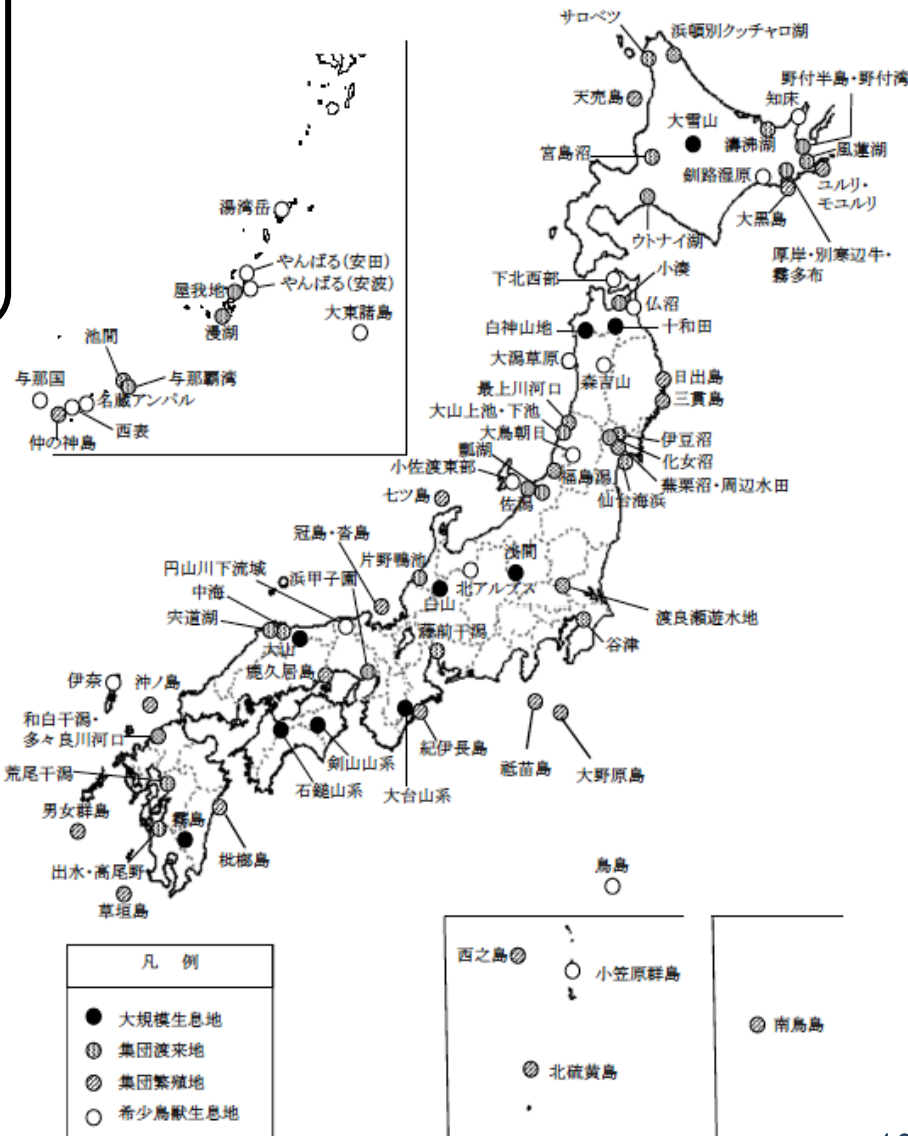 サロベツ
浜頓別クッチャロ湖
野付半島・野付湾
天売島
知床
大雪山
濤沸湖
宮島沼
風蓮湖
釧路湿原
ユルリ・
モユルリ
大黒島
ウトナイ湖
厚岸・別寒辺牛・
霧多布
湯湾岳
やんばる(安田)
やんばる(安波)
屋我地
漫湖
大東諸島
池間
与那国
与那覇湾
名蔵アンパル
西表
仲の神島
下北西部
小湊
仏沼
白神山地
十和田
大潟草原
森吉山
日出島
最上川河口
三貫島
大山上池・下池
大鳥朝日
伊豆沼
瓢湖
化女沼
小佐渡東部
福島潟
蕪栗沼・周辺水田
佐潟
仙台海浜
七ツ島
冠島・沓島
片野鴨池
浅間
円山川下流域
浜甲子園
北アルプス
中海
白山
渡良瀬遊水地
宍道湖
大山
藤前干潟
谷津
鹿久居島
伊奈
沖ノ島
和白干潟・
多々良川河口
紀伊長島
剣山山系
祗苗島
大野原島
荒尾干潟
石鎚山系
大台山系
男女群島
霧島
枇榔島
出水・高尾野
草垣島
鳥島
西之島
小笠原群島
南鳥島
北硫黄島
凡 例
大規模生息地
集団渡来地
集団繁殖地
希少鳥獣生息地